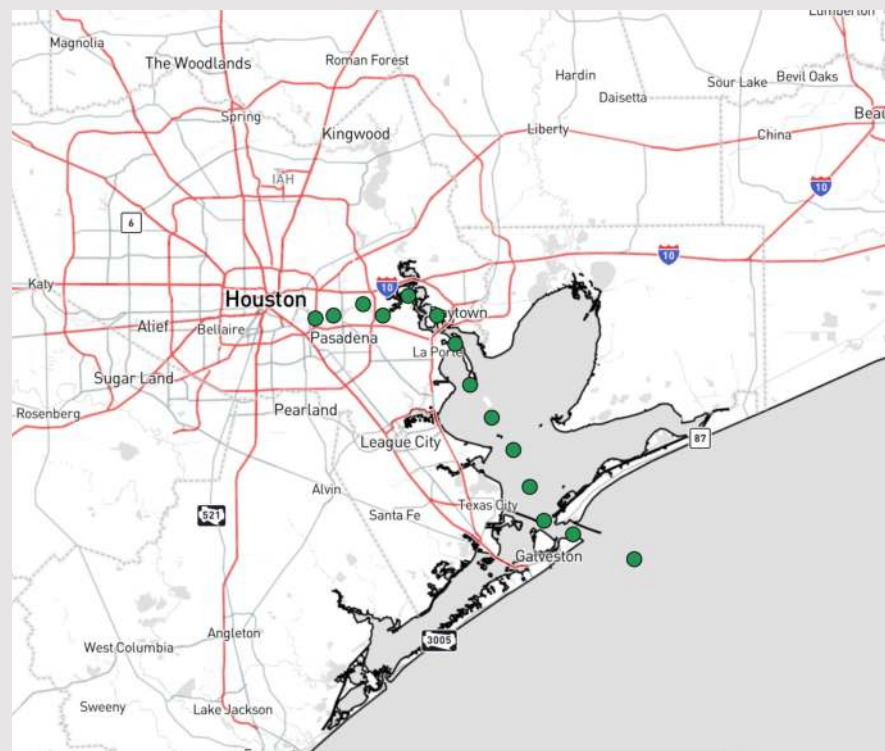 Lumberton
Magnolia
The Woodlands
Roman Forest
Hardin
Sour Lake
Bevil Oaks
Daisetta
Spring
Kingwood
Liberty
China
Beau
IAH
10
6
10
Katy
10
Houston
ytown
Atief
Bellaire
Pasadena
La Porte
Sugar Land
Rosenberg
Pearland
League City
87
Alvin
Texas City
521
Santa Fe
Galveston
Angleton
3005
West Columbia
Sweeny
Lake Jackson